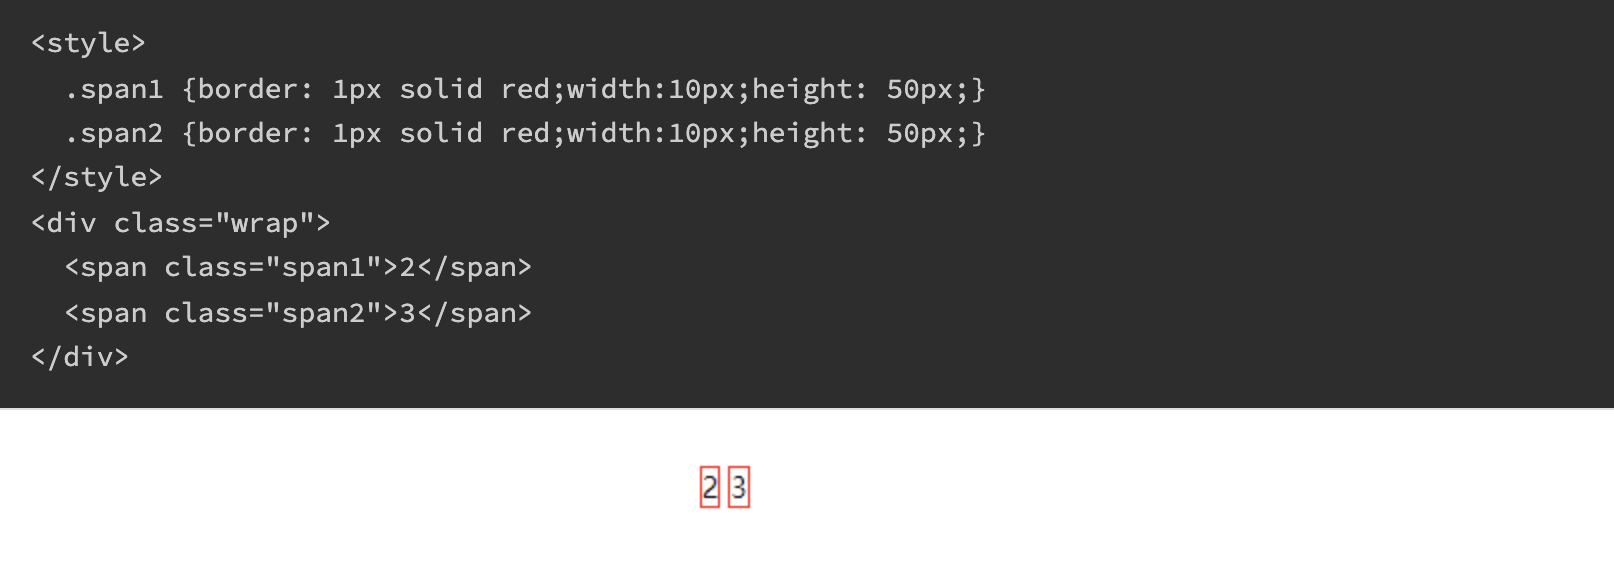 <style>
.span1 {border: 1px solid red;width:10px;height: 50px;}
.span2 {border: 1px solid red;width:10px;height: 50px;}
</style>
<div class="wrap">
<span class="span1">2</span>
<span class="span2">3</span>
</div>
2 3